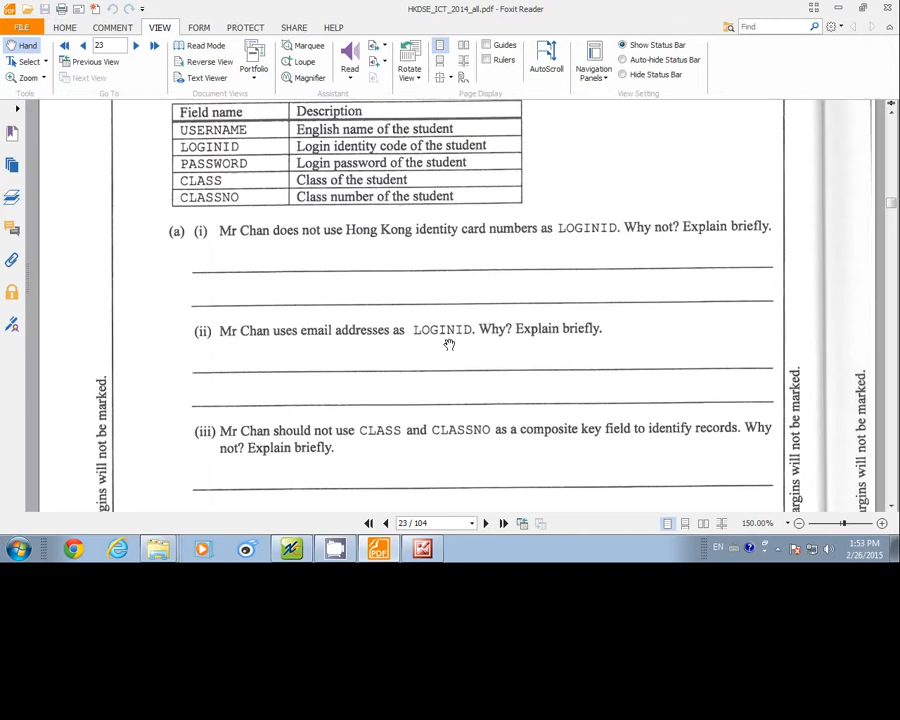 HKDSE_ICT_2014_all.pdf - Foxit Reader
FILE HOME COMMENT VIEW FORM PROTECT SHARE HELP
Find
Hand
Select
Zoom
Tools
23
Previous View
Next View
Go To
Read Mode
Reverse View
Text Viewer
Portfolio
Document Views
Marquee
Loupe
Magnifier
Read
Assistant
Rotate View
Guides
Rulers
Page Display
AutoScroll
Navigation Panels
Show Status Bar
Auto-hide Status Bar
Hide Status Bar
View Setting
Field name Description
USERNAME English name of the student
LOGINID Login identity code of the student
PASSWORD Login password of the student
CLASS Class of the student
CLASSNO Class number of the student
(a) (i) Mr Chan does not use Hong Kong identity card numbers as LOGINID. Why not? Explain briefly.
(ii) Mr Chan uses email addresses as LOGINID. Why? Explain briefly.
(iii) Mr Chan should not use CLASS and CLASSNO as a composite key field to identify records. Why
not? Explain briefly.
rgins will not be marked.
argins will not be marked.
argins will not be marked.
23 / 104
150.00%
PDF
EN
1:53 PM
2/26/2015